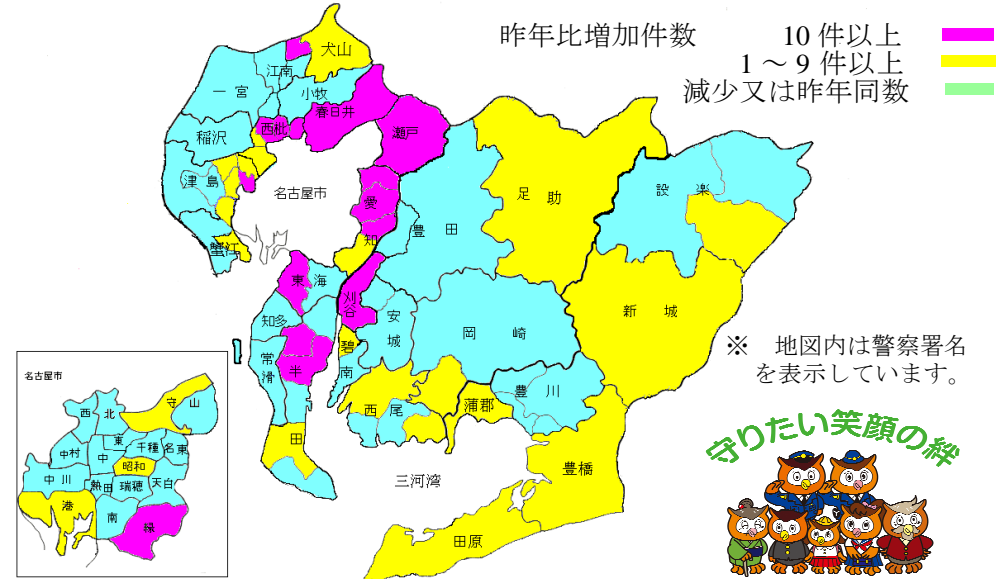 昨年比増加件数 10 件以上
1 ～ 9 件以上
減少又は昨年同数
犬山
江南
一 宮
小牧
春日井
西枇
瀬戸
稲沢
津 島
名古屋市
愛
知
蟹江
豊 田
足 助
設 楽
東 海
刈谷
知多
安城
岡 崎
新 城
碧南
常滑
半
田
西 尾
蒲郡
豊 川
豊橋
三河湾
田原
※ 地図内は警察署名
を表示しています。
守りたい笑顔の絆
名古屋市
守 山
西
北
東
中村
中
千種
名東
昭和
中 川
熱田
瑞穂
天白
港
南
緑